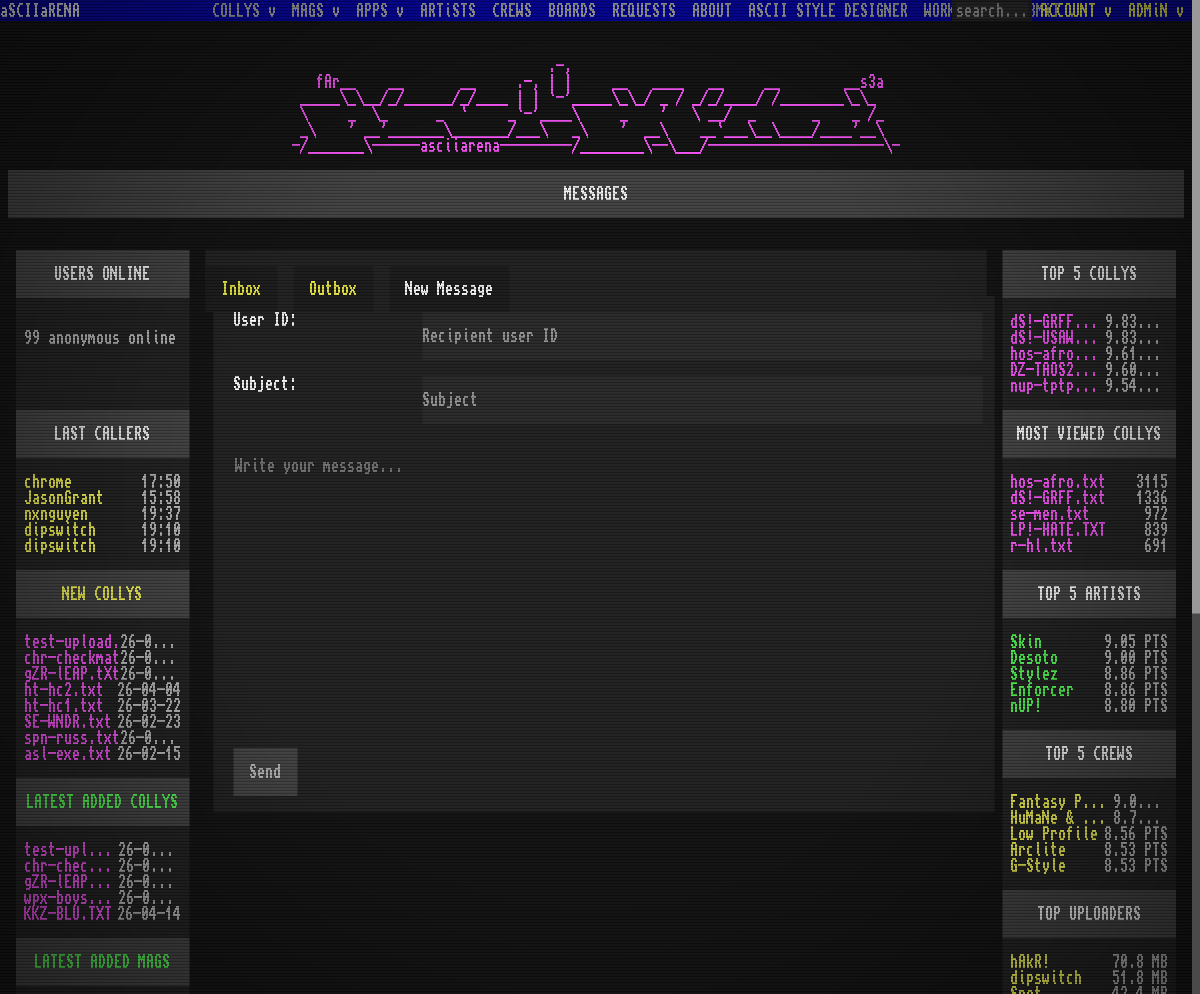 aSCIIaRENA COLLYS v MAGS v APPS v ARTiSTS CREWS BOARDS REQUESTS ABOUT ASCII STYLE DESIGNER search... ACCOUNT v ADMiN v
fAr s3a
asciiarena
MESSAGES
USERS ONLINE
99 anonymous online
LAST CALLERS
chrome 17:50
JasonGrant 15:58
nxnguyen 19:37
dipswitch 19:10
dipswitch 19:10
NEW COLLYS
test-upload.26-0...
chr-checkmat26-0...
gZR-lEAP.tXt26-0...
ht-hc2.txt 26-04-04
ht-hc1.txt 26-03-22
SE-WNDR.txt 26-02-23
spn-russ.txt26-0...
asl-exe.txt 26-02-15
LATEST ADDED COLLYS
test-upl... 26-0...
chr-chec... 26-0...
gZR-lEAP... 26-0...
wpx-boys... 26-0...
KKZ-BLU.TXT 26-04-14
LATEST ADDED MAGS
Inbox Outbox New Message
User ID: Recipient user ID
Subject: Subject
Write your message...
Send
TOP 5 COLLYS
dS!-GRFF... 9.83...
dS!-USAW... 9.83...
hos-afro... 9.61...
DZ-TAOS2... 9.60...
nup-tptp... 9.54...
MOST VIEWED COLLYS
hos-afro.txt 3115
dS!-GRFF.txt 1336
se-men.txt 972
LP!-HATE.TXT 839
r-hl.txt 691
TOP 5 ARTISTS
Skin 9.05 PTS
Desoto 9.00 PTS
Stylez 8.86 PTS
Enforcer 8.86 PTS
nUP! 8.80 PTS
TOP 5 CREWS
Fantasy P... 9.0...
HuMaNe & ... 8.7...
Low Profile 8.56 PTS
Arclite 8.53 PTS
G-Style 8.53 PTS
TOP UPLOADERS
hAkR! 70.8 MB
dipswitch 51.8 MB